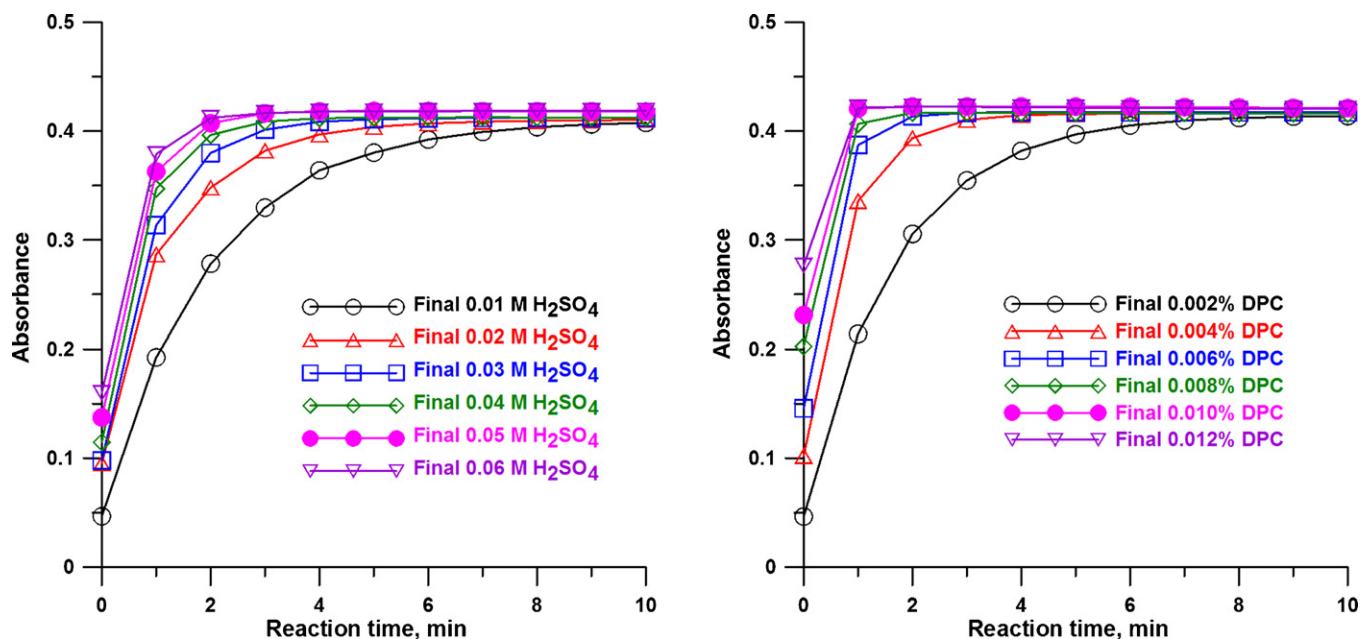 0.5
0.4
0.3
0.2
0.1
0
Absorbance
Final 0.01 M H₂SO₄
Final 0.02 M H₂SO₄
Final 0.03 M H₂SO₄
Final 0.04 M H₂SO₄
Final 0.05 M H₂SO₄
Final 0.06 M H₂SO₄
0 2 4 6 8 10
Reaction time, min
0.5
0.4
0.3
0.2
0.1
0
Absorbance
Final 0.002% DPC
Final 0.004% DPC
Final 0.006% DPC
Final 0.008% DPC
Final 0.010% DPC
Final 0.012% DPC
0 2 4 6 8 10
Reaction time, min